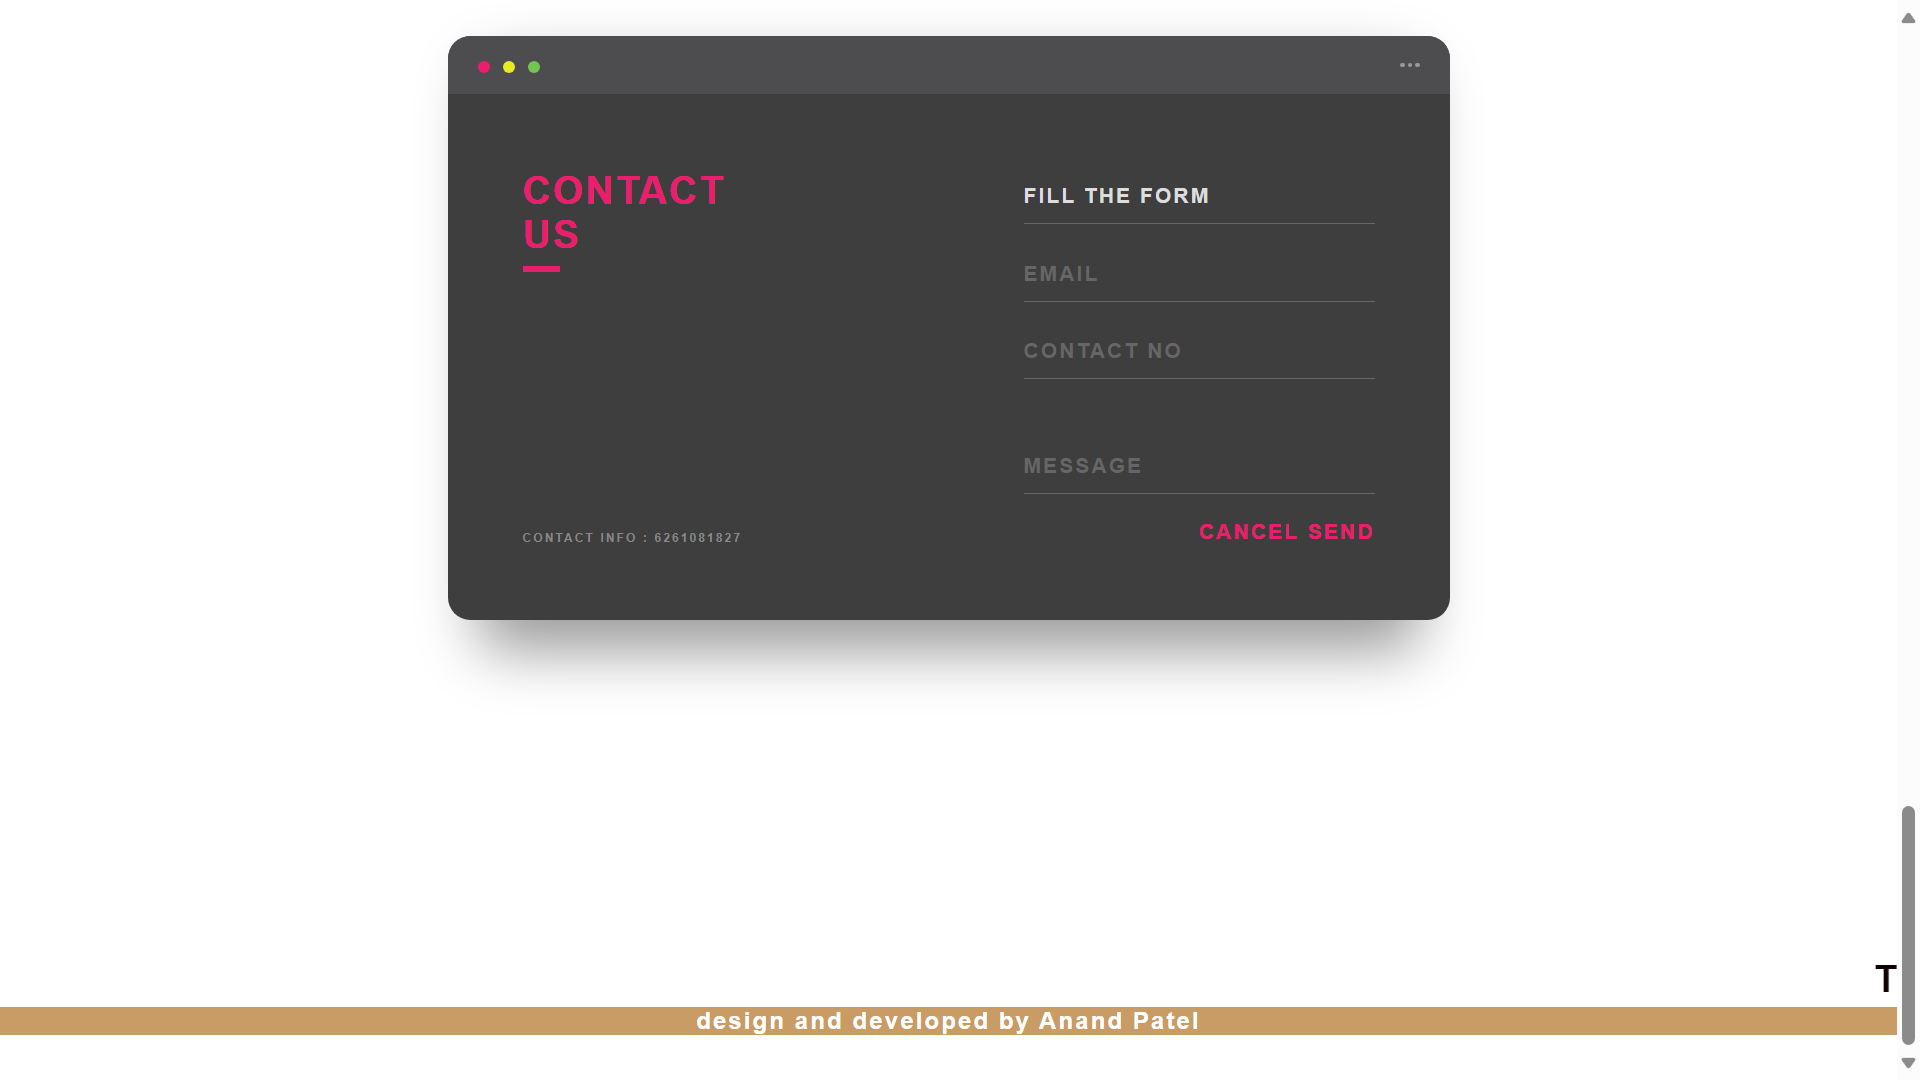 CONTACT
US
FILL THE FORM
EMAIL
CONTACT NO
MESSAGE
CONTACT INFO : 6261081827
CANCEL SEND
T
design and developed by Anand Patel